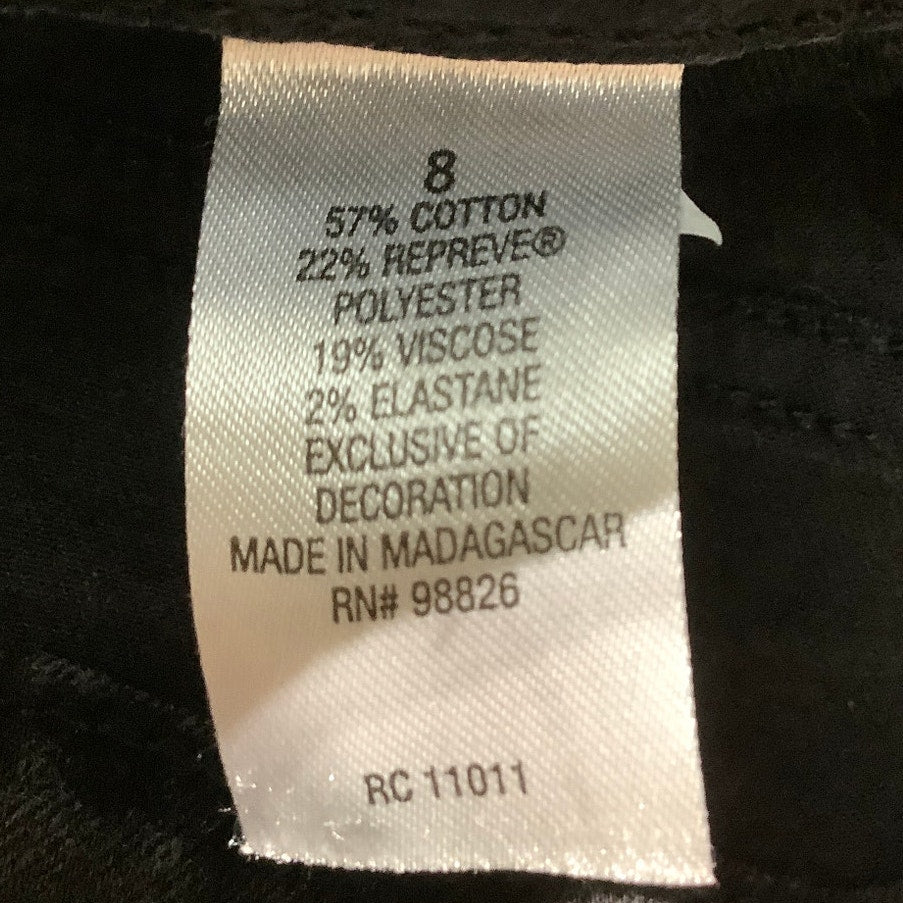 8
57% COTTON
22% REPREVE®
POLYESTER
19% VISCOSE
2% ELASTANE
EXCLUSIVE OF
DECORATION
MADE IN MADAGASCAR
RN# 98826
RC 11011